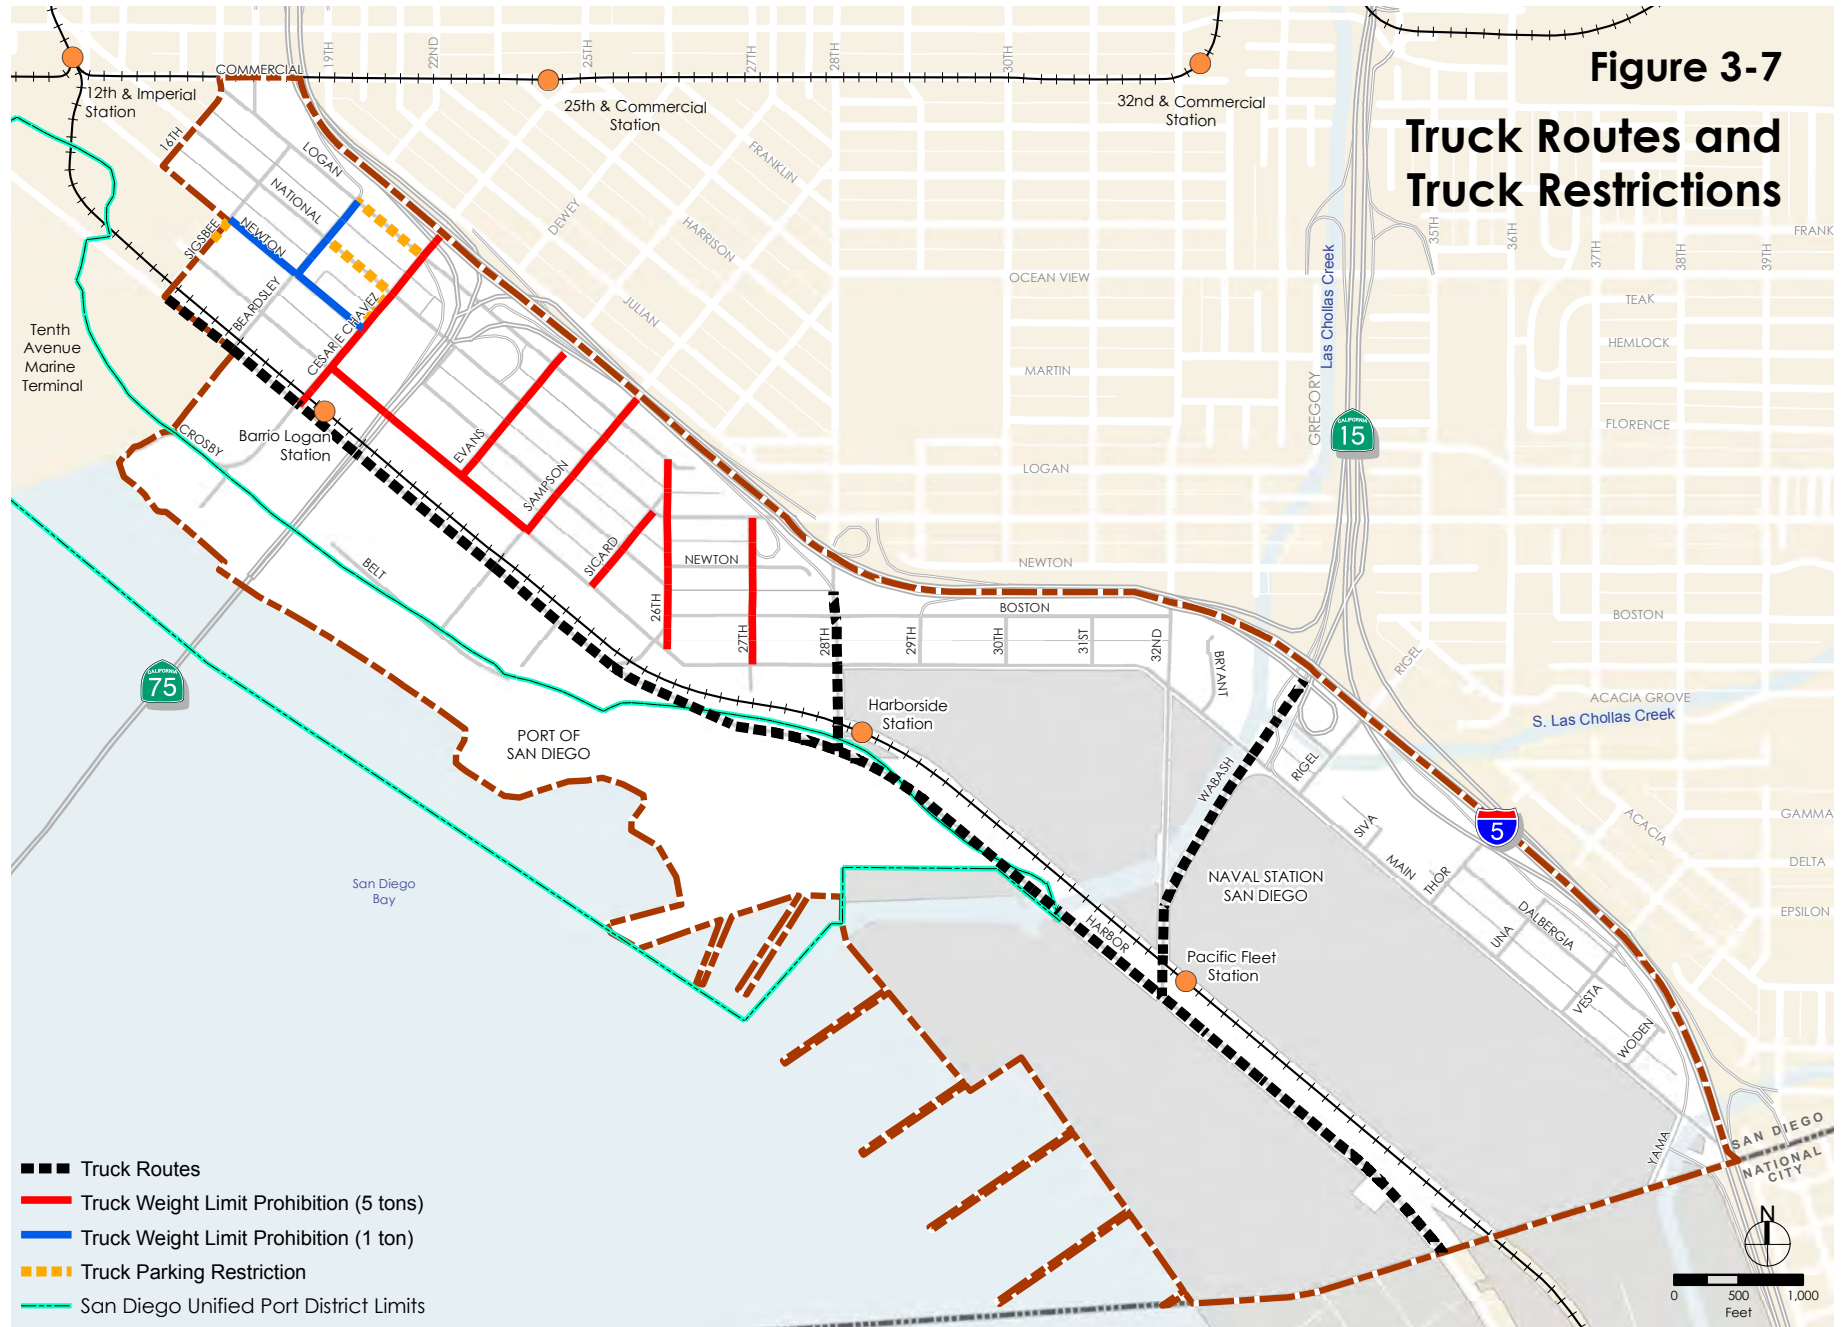 Figure 3-7
Truck Routes and
Truck Restrictions
COMMERCIAL
19TH
22ND
25TH
27TH
28TH
30TH
12th & Imperial
Station
25th & Commercial
Station
32nd & Commercial
Station
16TH
LOGAN
NATIONAL
SIGSBEE
NEWTON
BEARDSLEY
CESAR E CHAVEZ
DEWEY
FRANKLIN
HARRISON
JULIAN
35TH
36TH
37TH
38TH
39TH
FRANK
OCEAN VIEW
Las Chollas Creek
TEAK
HEMLOCK
MARTIN
GREGORY
FLORENCE
CALIFORNIA
15
LOGAN
Tenth
Avenue
Marine
Terminal
CROSBY
Barrio Logan
Station
EVANS
SAMPSON
SICARD
BELT
NEWTON
NEWTON
26TH
27TH
28TH
29TH
30TH
31ST
32ND
BOSTON
BOSTON
BRYANT
RIGEL
ACACIA GROVE
S. Las Chollas Creek
CALIFORNIA
75
PORT OF
SAN DIEGO
Harborside
Station
WABASH
RIGEL
SIVA
MAIN
THOR
5
ACACIA
GAMMA
DELTA
EPSILON
San Diego
Bay
NAVAL STATION
SAN DIEGO
HARBOR
Pacific Fleet
Station
UNA
DALBERGIA
VESTA
WODEN
YAMA
SAN DIEGO
NATIONAL
CITY
Truck Routes
Truck Weight Limit Prohibition (5 tons)
Truck Weight Limit Prohibition (1 ton)
Truck Parking Restriction
San Diego Unified Port District Limits
N
0 500 1,000
Feet